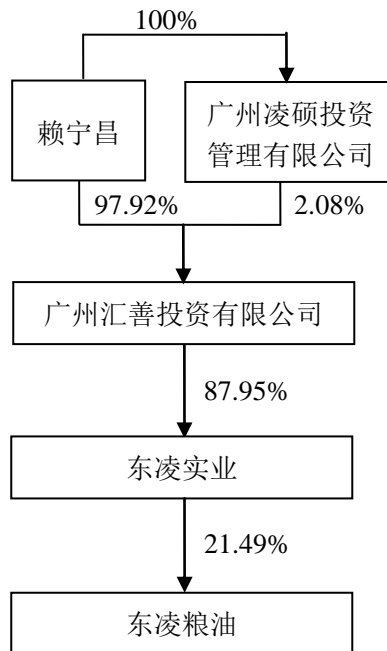 100%
赖宁昌
广州凌硕投资
管理有限公司
97.92%
2.08%
广州汇善投资有限公司
87.95%
东凌实业
21.49%
东凌粮油